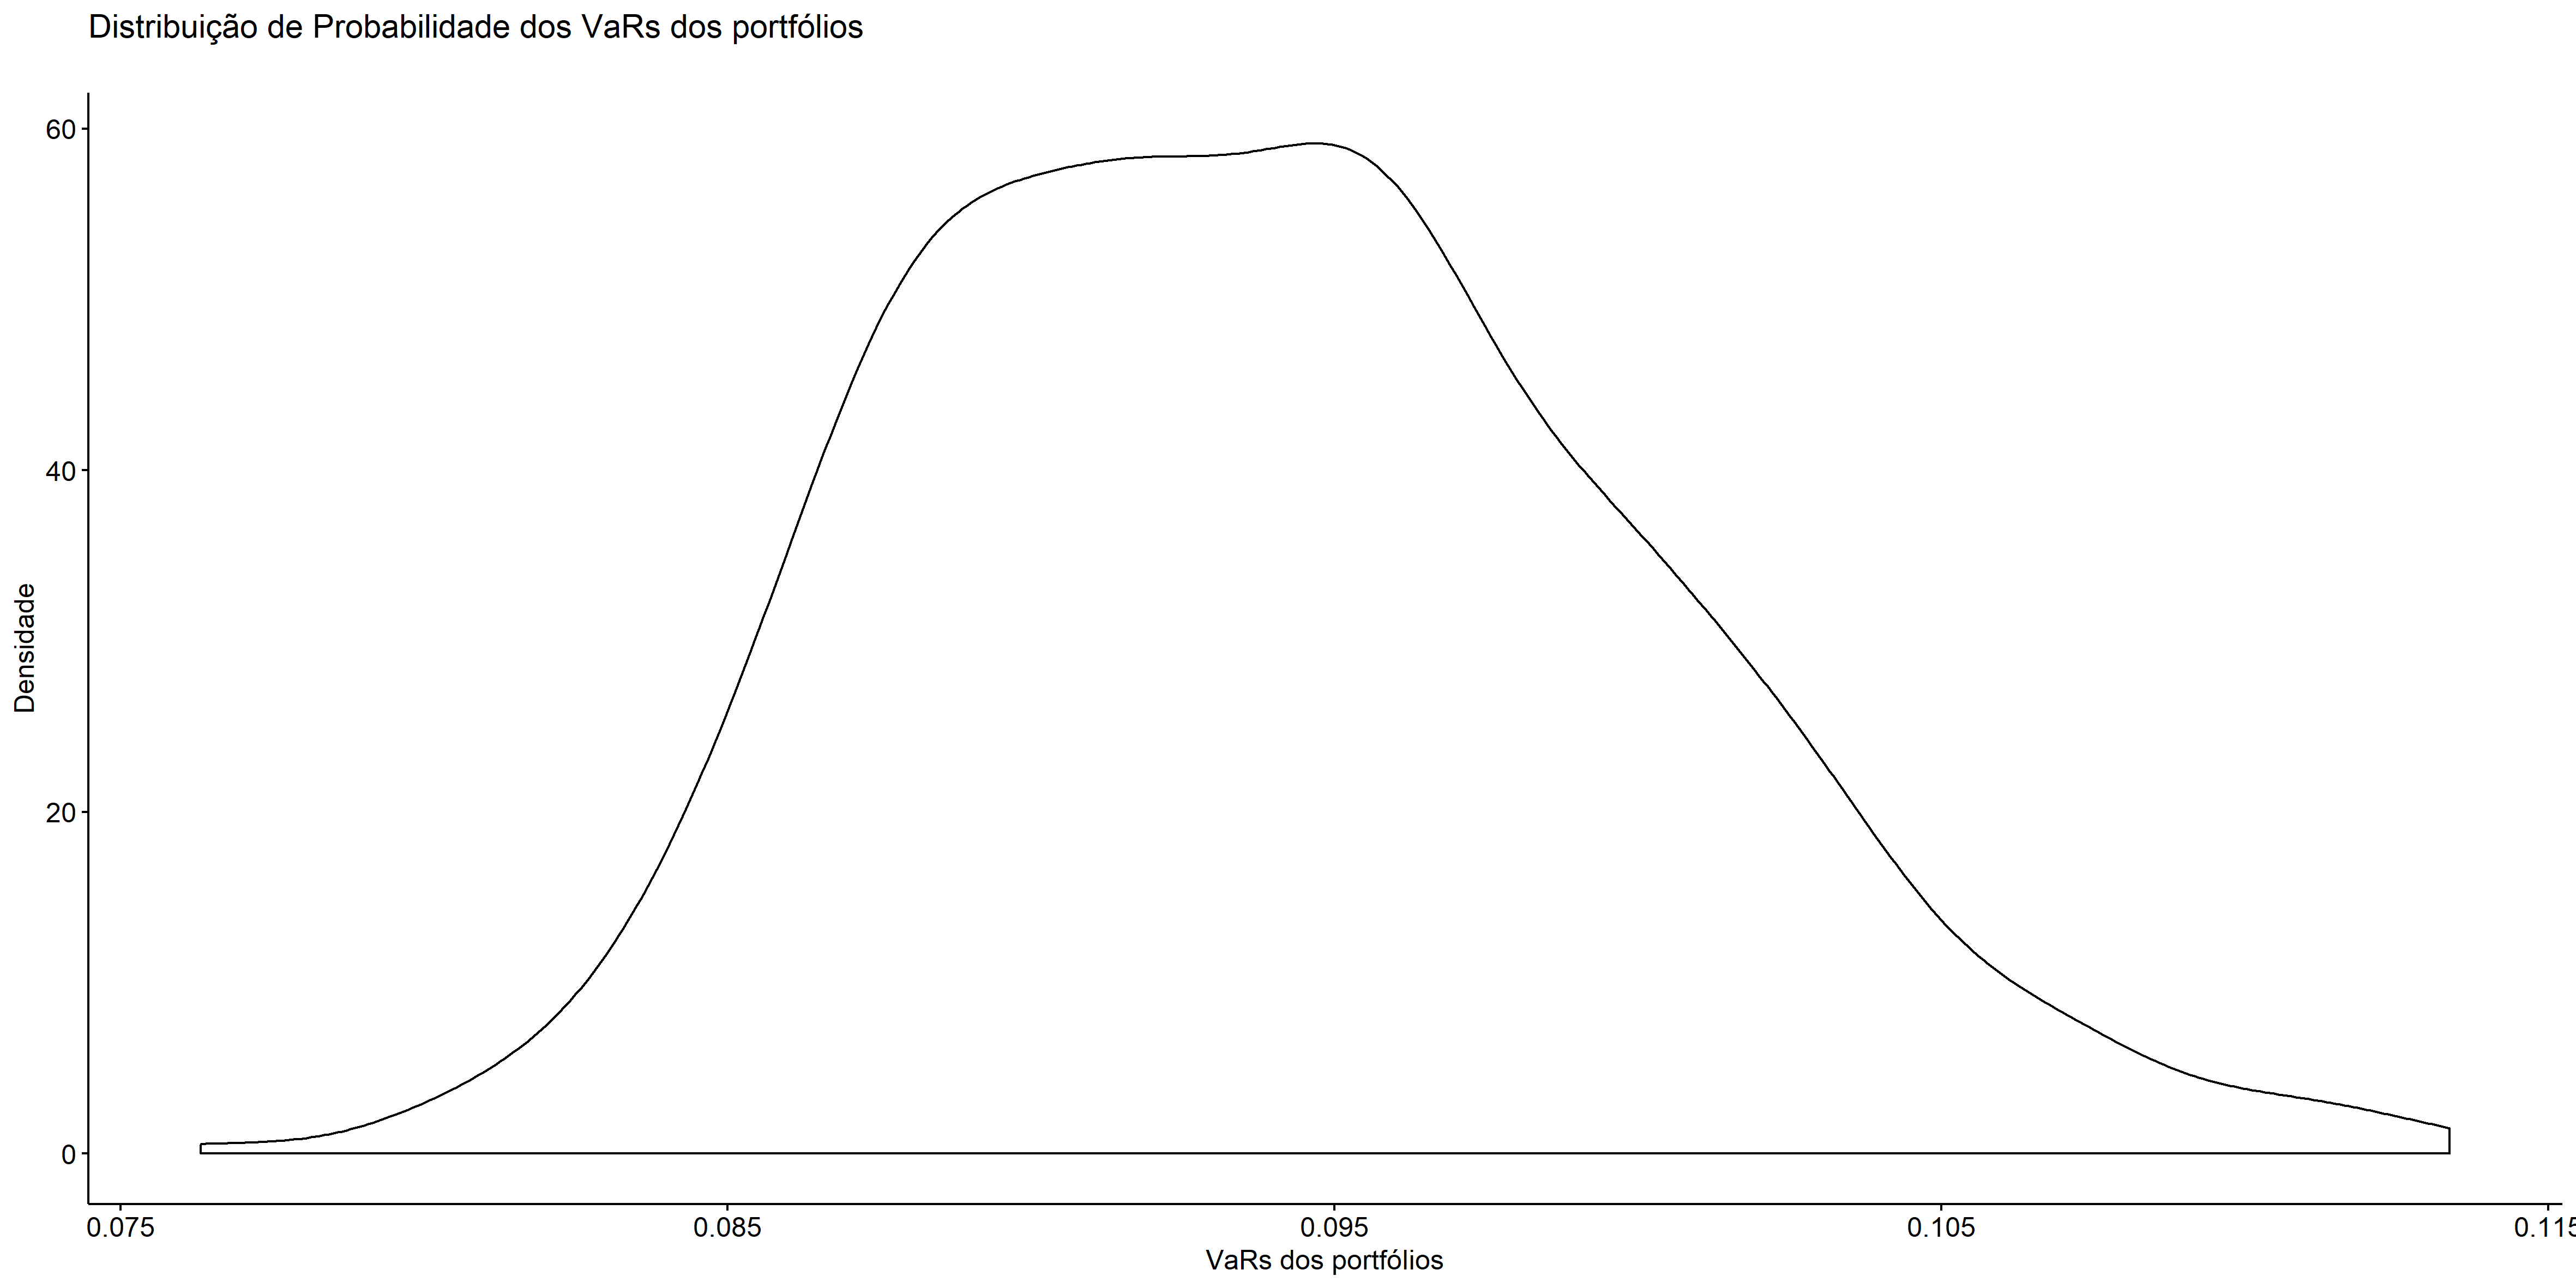 Distribuição de Probabilidade dos VaRs dos portfólios
60
40
20
0
Densidade
0.075 0.085 0.095 0.105 0.115
VaRs dos portfólios